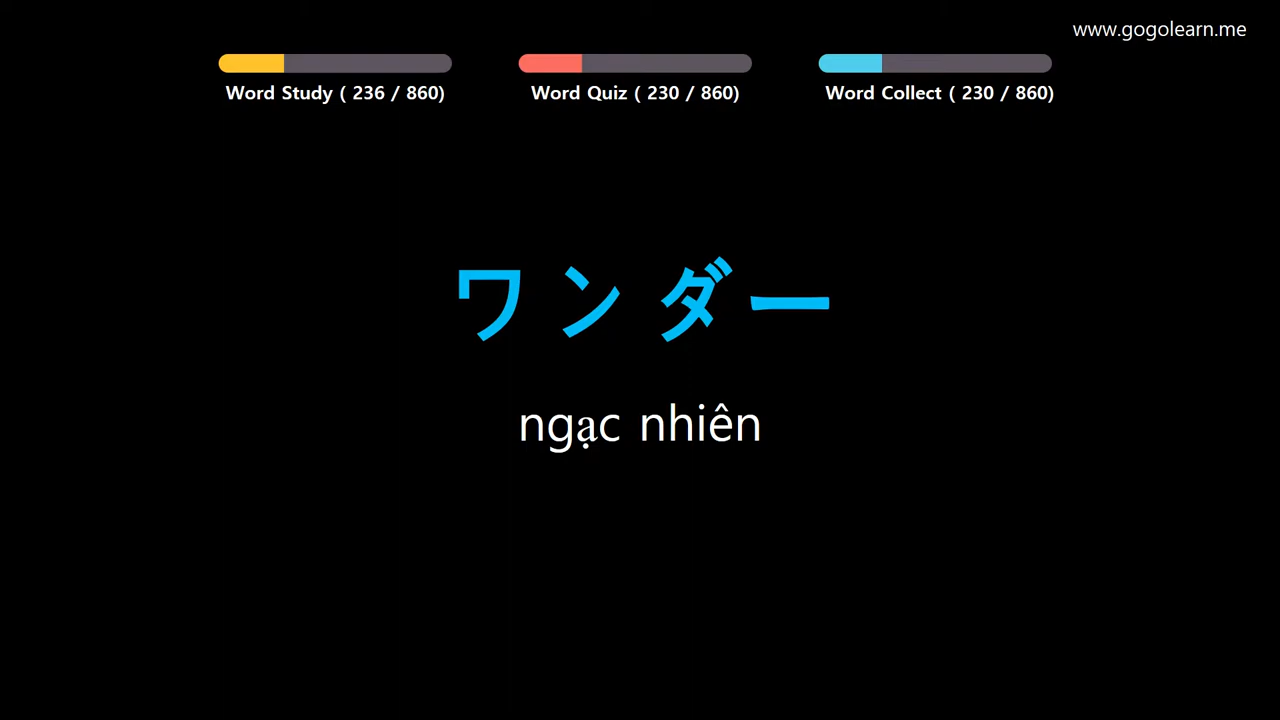 www.gogolearn.me
Word Study ( 236 / 860)
Word Quiz ( 230 / 860)
Word Collect ( 230 / 860)
ワンダー
ngạc nhiên